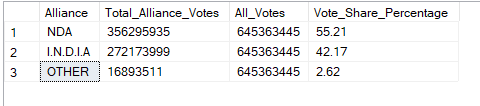 Alliance Total_Alliance_Votes All_Votes Vote_Share_Percentage
1 NDA 356295935 645363445 55.21
2 I.N.D.I.A 272173999 645363445 42.17
3 OTHER 16893511 645363445 2.62